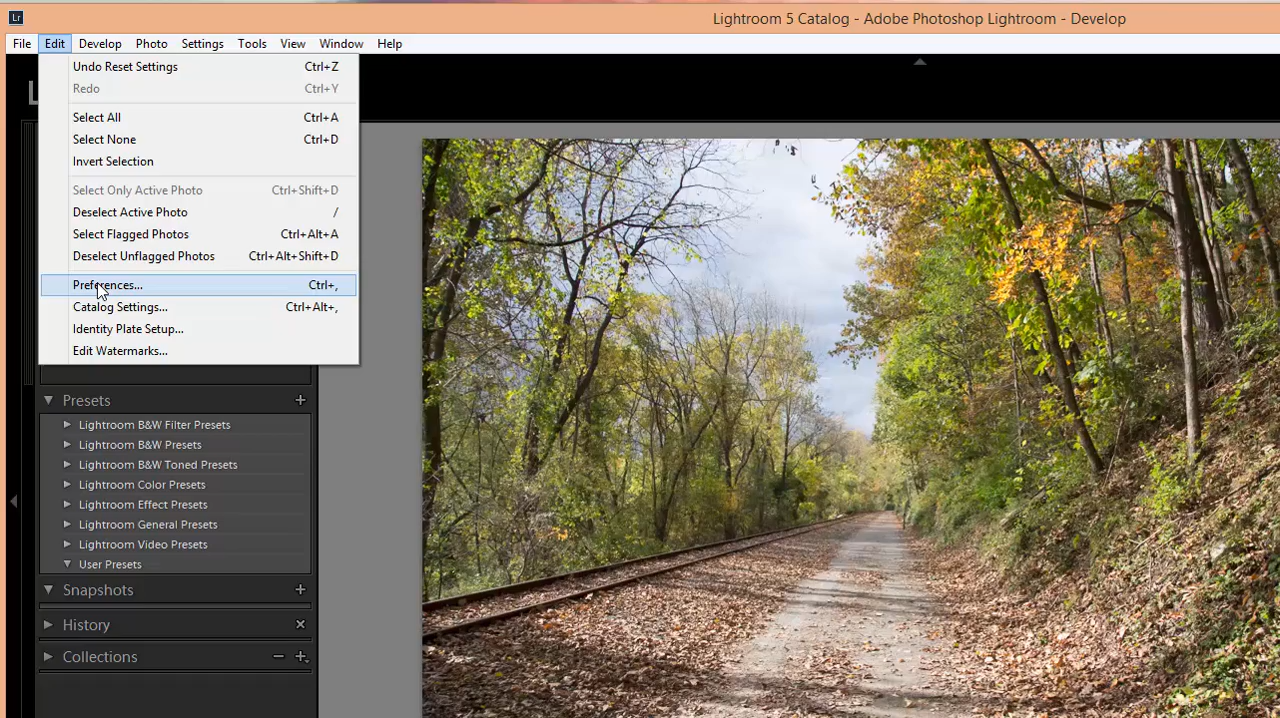 Lr
Lightroom 5 Catalog - Adobe Photoshop Lightroom - Develop
File Edit Develop Photo Settings Tools View Window Help
Undo Reset Settings Ctrl+Z
Redo Ctrl+Y
Select All Ctrl+A
Select None Ctrl+D
Invert Selection
Select Only Active Photo Ctrl+Shift+D
Deselect Active Photo /
Select Flagged Photos Ctrl+Alt+A
Deselect Unflagged Photos Ctrl+Alt+Shift+D
Preferences... Ctrl+,
Catalog Settings... Ctrl+Alt+,
Identity Plate Setup...
Edit Watermarks...
Presets +
Lightroom B&W Filter Presets
Lightroom B&W Presets
Lightroom B&W Toned Presets
Lightroom Color Presets
Lightroom Effect Presets
Lightroom General Presets
Lightroom Video Presets
User Presets
Snapshots +
History ×
Collections − +